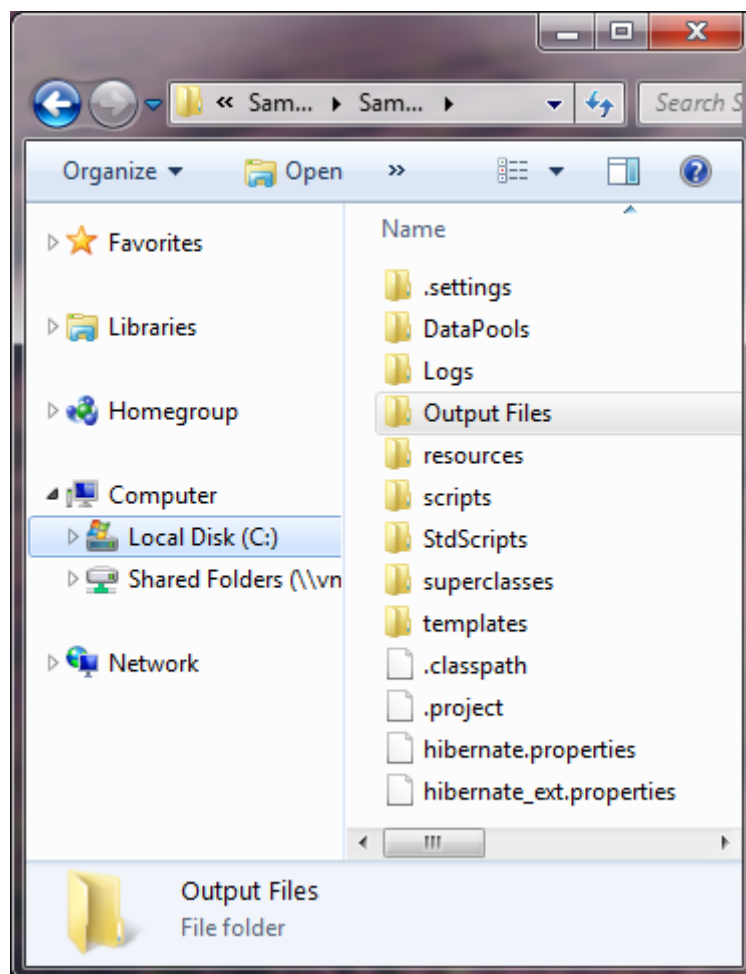 « Sam... Sam... Search S
Organize Open »
Favorites
Libraries
Homegroup
Computer
Local Disk (C:)
Shared Folders (\\vn
Network
Name
.settings
DataPools
Logs
Output Files
resources
scripts
StdScripts
superclasses
templates
.classpath
.project
hibernate.properties
hibernate_ext.properties
Output Files
File folder